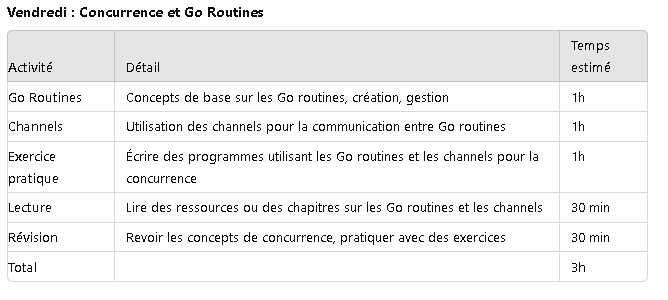 Vendredi : Concurrence et Go Routines
Temps
Activité Détail estimé
Go Routines Concepts de base sur les Go routines, création, gestion 1h
Channels Utilisation des channels pour la communication entre Go routines 1h
Exercice Écrire des programmes utilisant les Go routines et les channels pour la 1h
pratique concurrence
Lecture Lire des ressources ou des chapitres sur les Go routines et les channels 30 min
Révision Revoir les concepts de concurrence, pratiquer avec des exercices 30 min
Total 3h